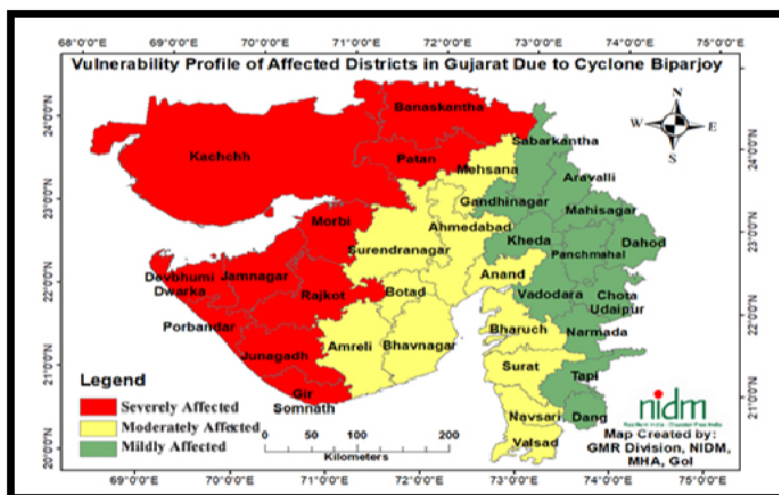 68°0'0"E 69°0'0"E 70°0'0"E 71°0'0"E 72°0'0"E 73°0'0"E 74°0'0"E 75°0'0"E
Vulnerability Profile of Affected Districts in Gujarat Due to Cyclone Biparjoy
N
W E
S
24°0'0"N
23°0'0"N
22°0'0"N
21°0'0"N
20°0'0"N
24°0'0"N
23°0'0"N
22°0'0"N
21°0'0"N
Banaskantha
Kachchh
Patan
Sabarkantha
Mehsana
Aravalli
Gandhinagar
Mahisagar
Morbi
Ahmedabad
Surendranagar
Kheda
Dahod
Panchmahal
Devbhumi
Dwarka
Jamnagar
Rajkot
Botad
Anand
Vadodara
Chota
Udaipur
Porbandar
Bharuch
Narmada
Junagadh
Amreli
Bhavnagar
Surat
Tapi
Gir
Somnath
Navsari
Dang
Valsad
Legend
Severely Affected
Moderately Affected
Mildly Affected
0 50 100 200
Kilometers
nidm
Map Created by:
GMR Division, NIDM,
MHA, GoI
69°0'0"E 70°0'0"E 71°0'0"E 72°0'0"E 73°0'0"E 74°0'0"E